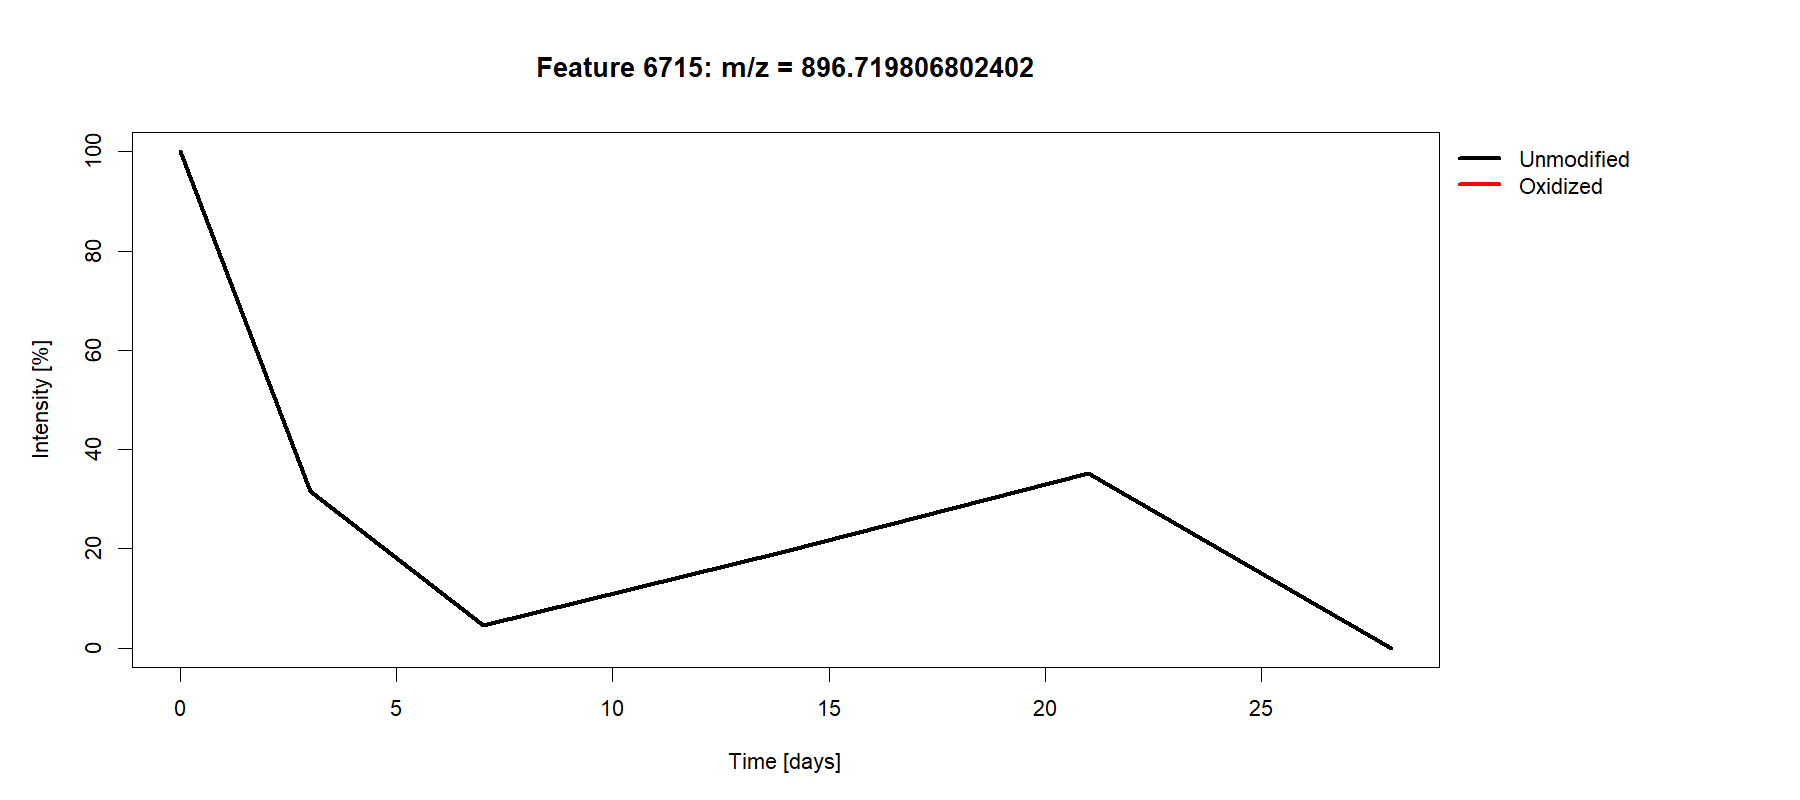 Feature 6715: m/z = 896.719806802402
Unmodified
Oxidized
Intensity [%]
100
80
60
40
20
0
0 5 10 15 20 25
Time [days]